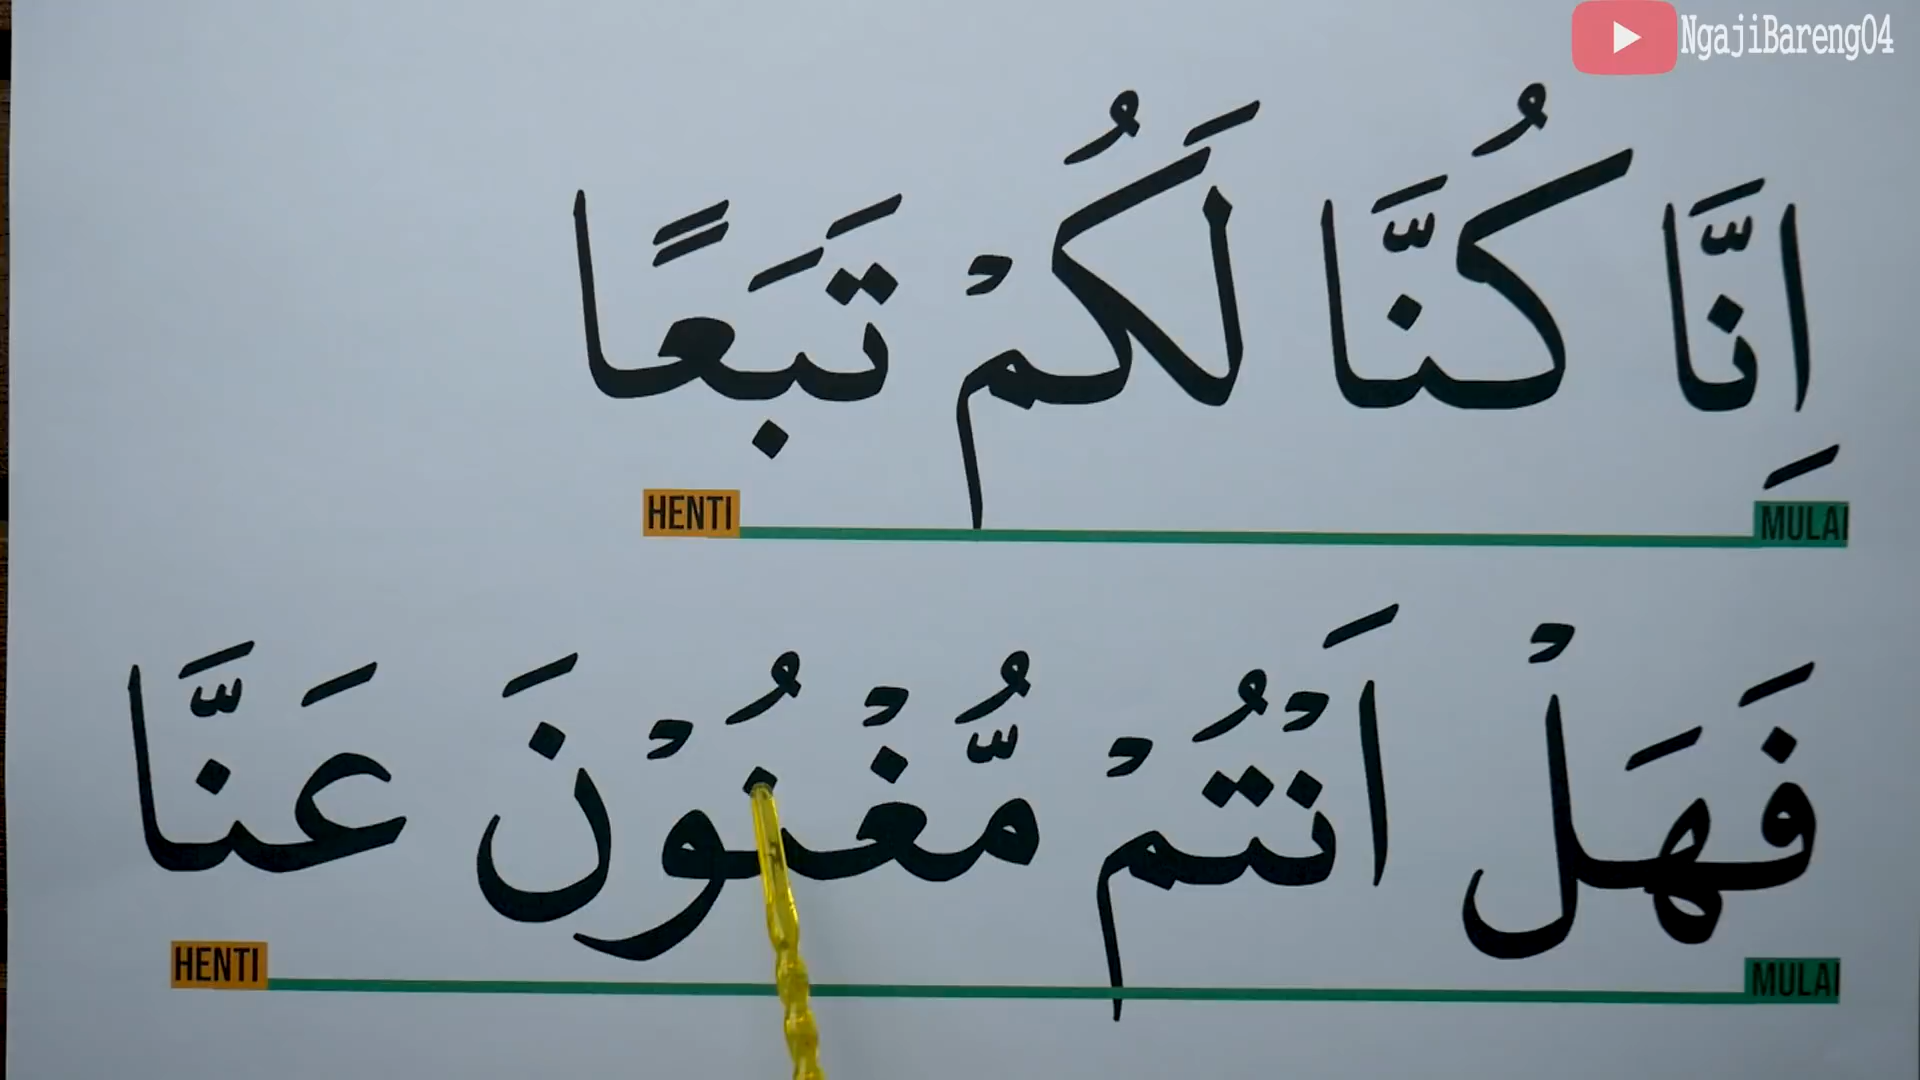 NgajiBareng04
اِنَّا كُنَّا لَكُمْ تَبَعًا
HENTI MULAI
فَهَلْ اَنْتُمْ مُّغْنُوْنَ عَنَّا
HENTI MULAI